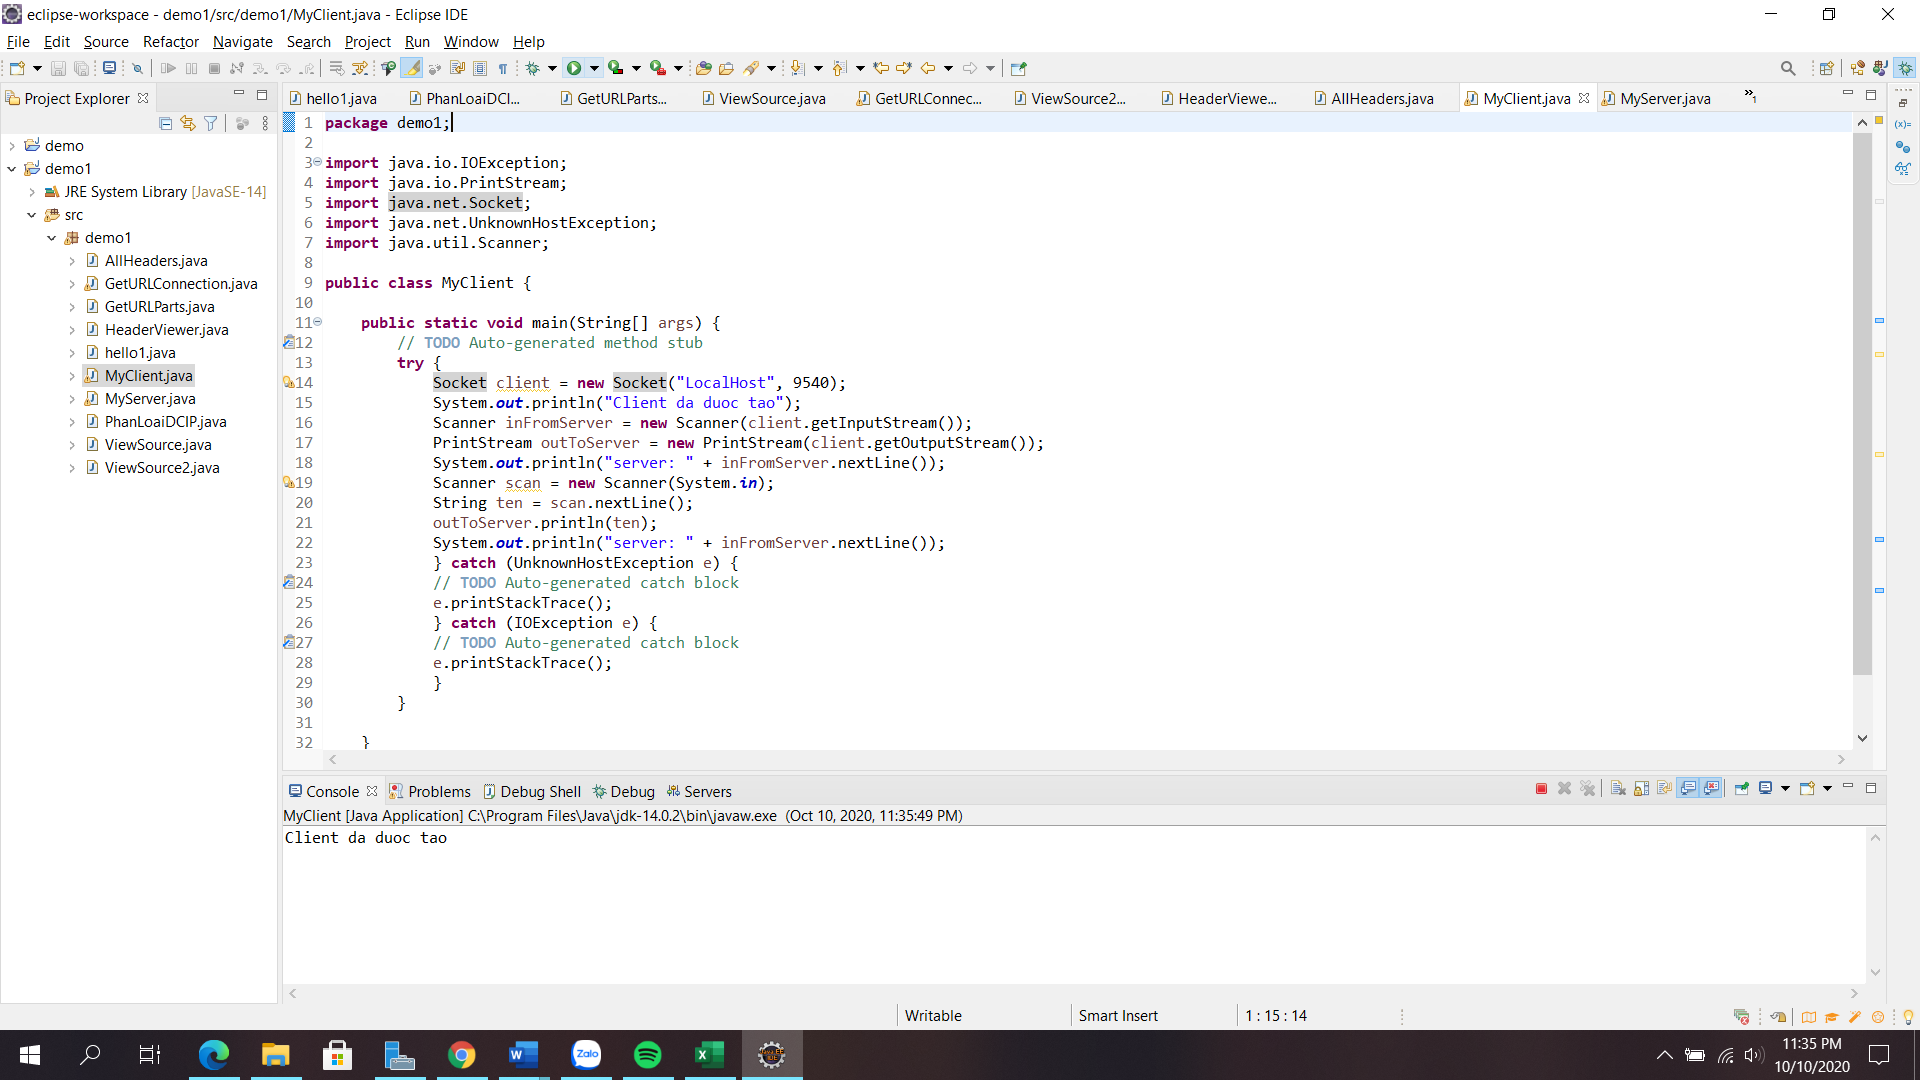 eclipse-workspace - demo1/src/demo1/MyClient.java - Eclipse IDE
File Edit Source Refactor Navigate Search Project Run Window Help
Project Explorer
hello1.java PhanLoaiDCI... GetURLParts... ViewSource.java GetURLConnec... ViewSource2... HeaderViewe... AllHeaders.java MyClient.java MyServer.java »1
demo
demo1
JRE System Library [JavaSE-14]
src
demo1
AllHeaders.java
GetURLConnection.java
GetURLParts.java
HeaderViewer.java
hello1.java
MyClient.java
MyServer.java
PhanLoaiDCIP.java
ViewSource.java
ViewSource2.java
1 package demo1;
2
3 import java.io.IOException;
4 import java.io.PrintStream;
5 import java.net.Socket;
6 import java.net.UnknownHostException;
7 import java.util.Scanner;
8
9 public class MyClient {
10
11 public static void main(String[] args) {
12 // TODO Auto-generated method stub
13 try {
14 Socket client = new Socket("LocalHost", 9540);
15 System.out.println("Client da duoc tao");
16 Scanner inFromServer = new Scanner(client.getInputStream());
17 PrintStream outToServer = new PrintStream(client.getOutputStream());
18 System.out.println("server: " + inFromServer.nextLine());
19 Scanner scan = new Scanner(System.in);
20 String ten = scan.nextLine();
21 outToServer.println(ten);
22 System.out.println("server: " + inFromServer.nextLine());
23 } catch (UnknownHostException e) {
24 // TODO Auto-generated catch block
25 e.printStackTrace();
26 } catch (IOException e) {
27 // TODO Auto-generated catch block
28 e.printStackTrace();
29 }
30 }
31
32 }
Console Problems Debug Shell Debug Servers
MyClient [Java Application] C:\Program Files\Java\jdk-14.0.2\bin\javaw.exe (Oct 10, 2020, 11:35:49 PM)
Client da duoc tao
Writable Smart Insert 1 : 15 : 14
Zalo
11:35 PM
10/10/2020